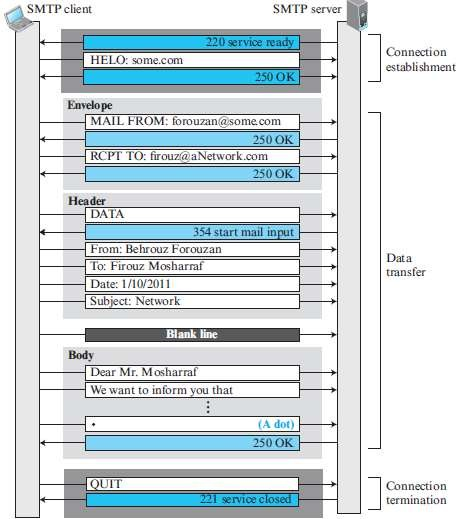 SMTP client
SMTP server
220 service ready
HELO: some.com
250 OK
Connection
establishment
Envelope
MAIL FROM: forouzan@some.com
250 OK
RCPT TO: firouz@aNetwork.com
250 OK
Header
DATA
354 start mail input
From: Behrouz Forouzan
To: Firouz Mosharraf
Date: 1/10/2011
Subject: Network
Data
transfer
Blank line
Body
Dear Mr. Mosharraf
We want to inform you that
⋮
• (A dot)
250 OK
QUIT
221 service closed
Connection
termination